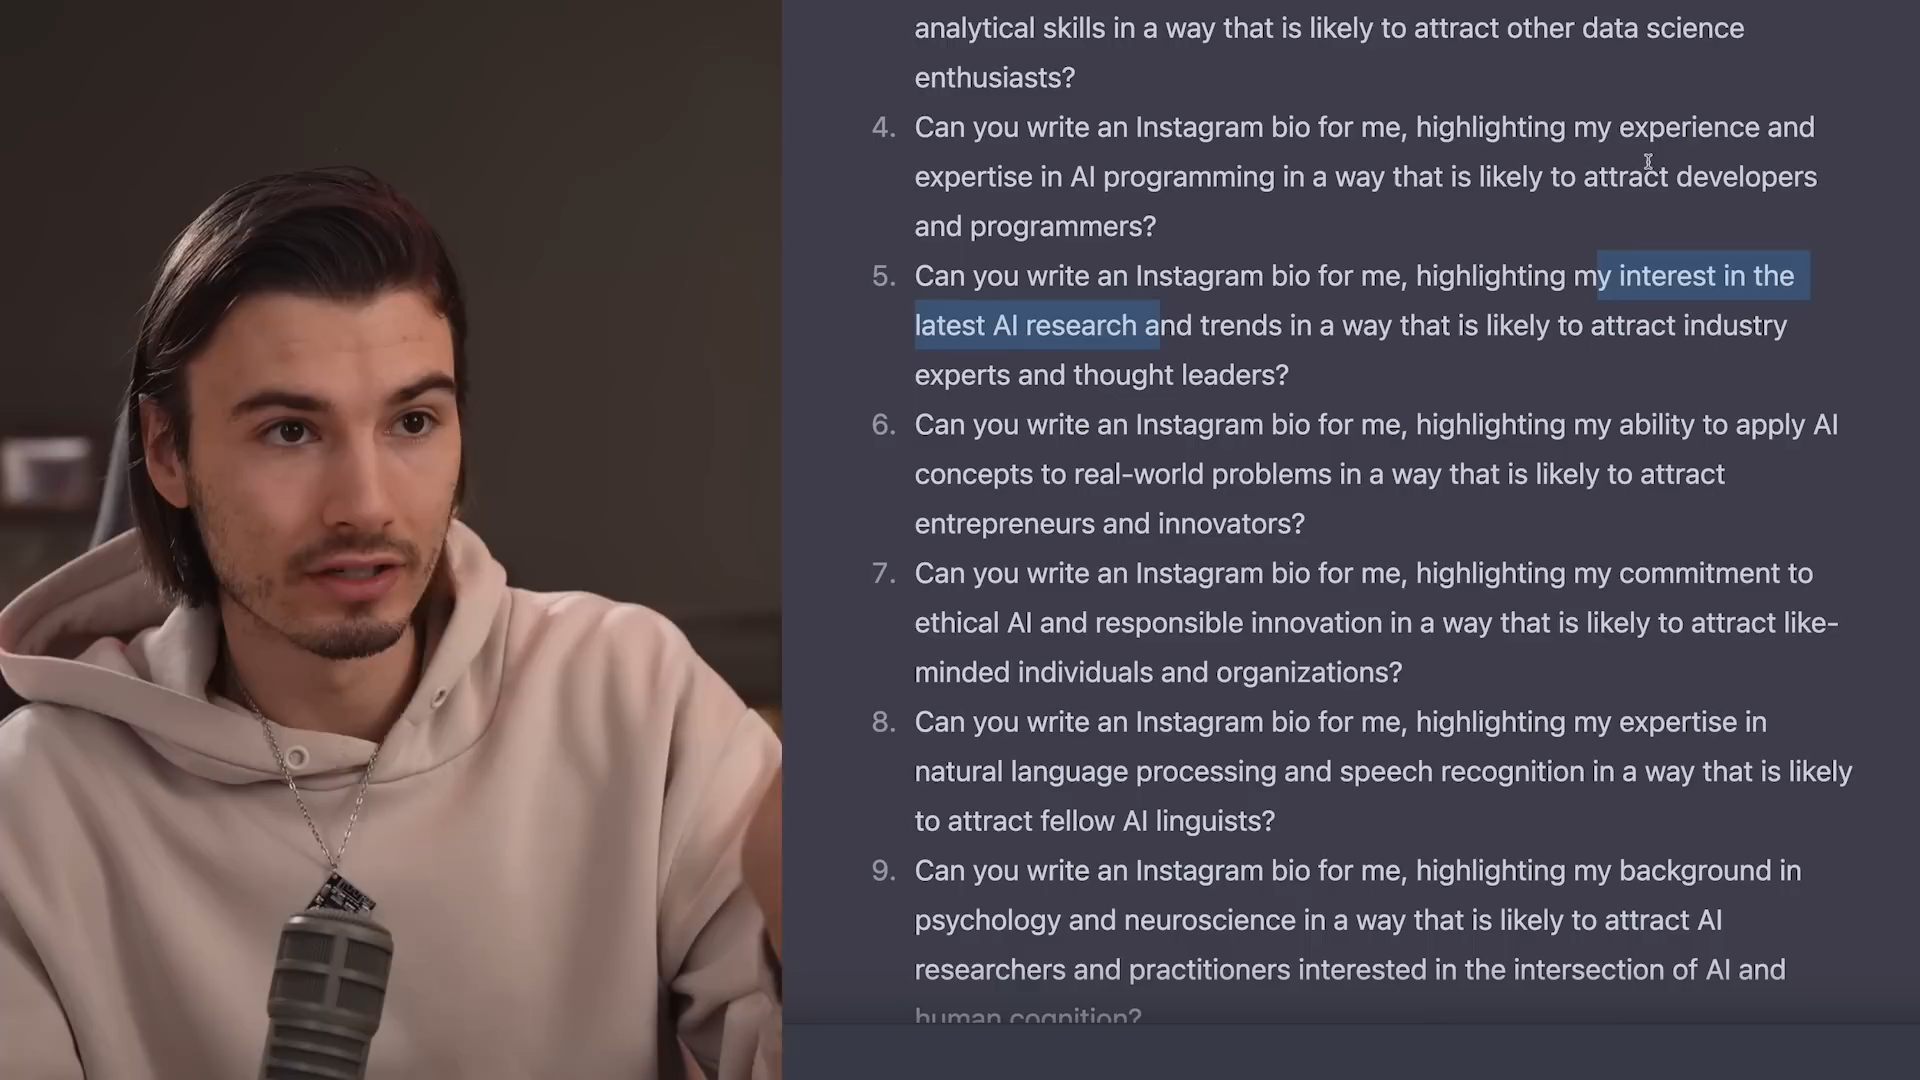 analytical skills in a way that is likely to attract other data science
enthusiasts?
4. Can you write an Instagram bio for me, highlighting my experience and
expertise in AI programming in a way that is likely to attract developers
and programmers?
5. Can you write an Instagram bio for me, highlighting my interest in the
latest AI research and trends in a way that is likely to attract industry
experts and thought leaders?
6. Can you write an Instagram bio for me, highlighting my ability to apply AI
concepts to real-world problems in a way that is likely to attract
entrepreneurs and innovators?
7. Can you write an Instagram bio for me, highlighting my commitment to
ethical AI and responsible innovation in a way that is likely to attract like-
minded individuals and organizations?
8. Can you write an Instagram bio for me, highlighting my expertise in
natural language processing and speech recognition in a way that is likely
to attract fellow AI linguists?
9. Can you write an Instagram bio for me, highlighting my background in
psychology and neuroscience in a way that is likely to attract AI
researchers and practitioners interested in the intersection of AI and
human cognition?